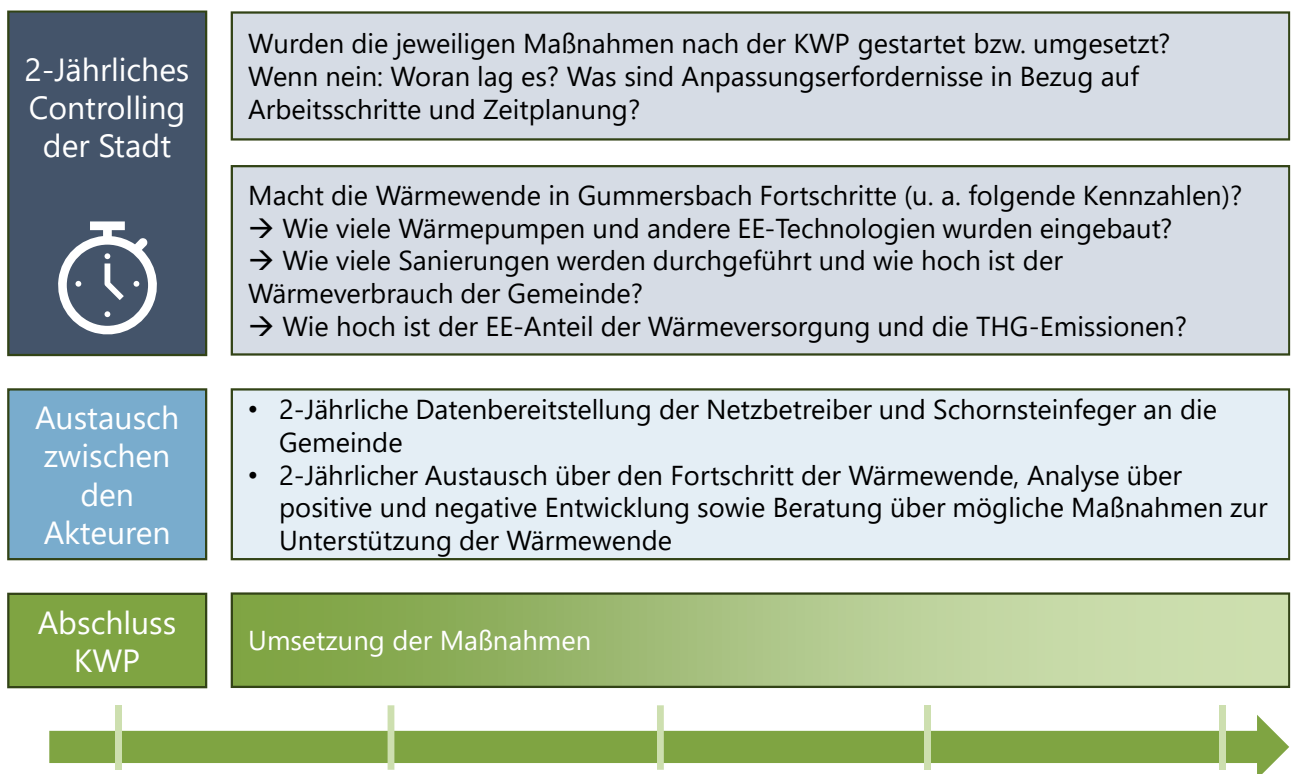 2-Jährliches
Controlling
der Stadt
Wurden die jeweiligen Maßnahmen nach der KWP gestartet bzw. umgesetzt?
Wenn nein: Woran lag es? Was sind Anpassungserfordernisse in Bezug auf
Arbeitsschritte und Zeitplanung?
Macht die Wärmewende in Gummersbach Fortschritte (u. a. folgende Kennzahlen)?
→ Wie viele Wärmepumpen und andere EE-Technologien wurden eingebaut?
→ Wie viele Sanierungen werden durchgeführt und wie hoch ist der
Wärmeverbrauch der Gemeinde?
→ Wie hoch ist der EE-Anteil der Wärmeversorgung und die THG-Emissionen?
Austausch
zwischen
den
Akteuren
• 2-Jährliche Datenbereitstellung der Netzbetreiber und Schornsteinfeger an die
Gemeinde
• 2-Jährlicher Austausch über den Fortschritt der Wärmewende, Analyse über
positive und negative Entwicklung sowie Beratung über mögliche Maßnahmen zur
Unterstützung der Wärmewende
Abschluss
KWP
Umsetzung der Maßnahmen